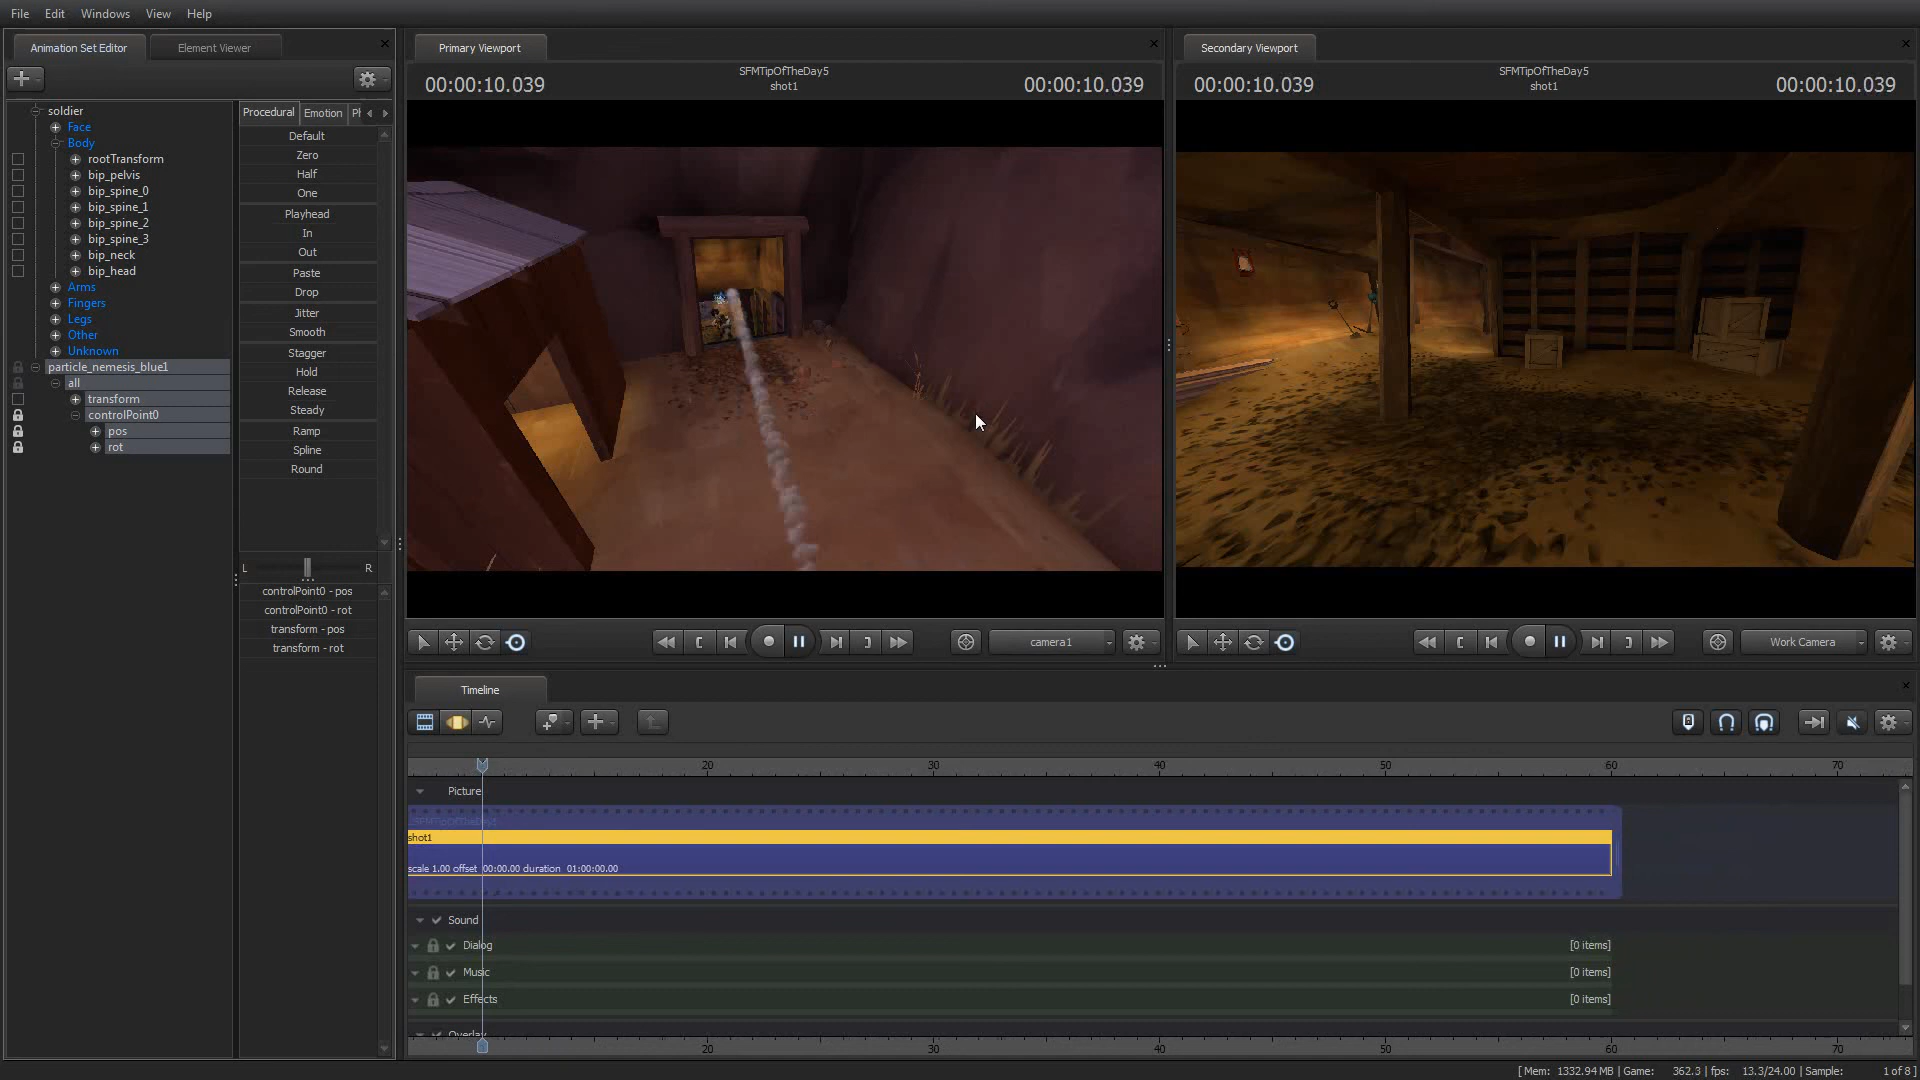 File Edit Windows View Help
Animation Set Editor Element Viewer
soldier
Face
Body
rootTransform
bip_pelvis
bip_spine_0
bip_spine_1
bip_spine_2
bip_spine_3
bip_neck
bip_head
Arms
Fingers
Legs
Other
Unknown
particle_nemesis_blue1
all
transform
controlPoint0
pos
rot
Procedural Emotion
Default
Zero
Half
One
Playhead
In
Out
Paste
Drop
Jitter
Smooth
Stagger
Hold
Release
Steady
Ramp
Spline
Round
L R
controlPoint0 - pos
controlPoint0 - rot
transform - pos
transform - rot
Primary Viewport
00:00:10.039 SFMTipOfTheDay5 00:00:10.039
shot1
camera1
Secondary Viewport
00:00:10.039 SFMTipOfTheDay5 00:00:10.039
shot1
Work Camera
Timeline
20 30 40 50 60 70
Picture
SFMTipOfTheDay5
shot1
scale 1.00 offset 00:00.00 duration 01:00:00.00
Sound
Dialog [0 items]
Music [0 items]
Effects [0 items]
Overlay
20 30 40 50 60 70
[ Mem: 1332.94 MB | Game: 362.3 | fps: 13.3/24.00 | Sample: 1 of 8 ]